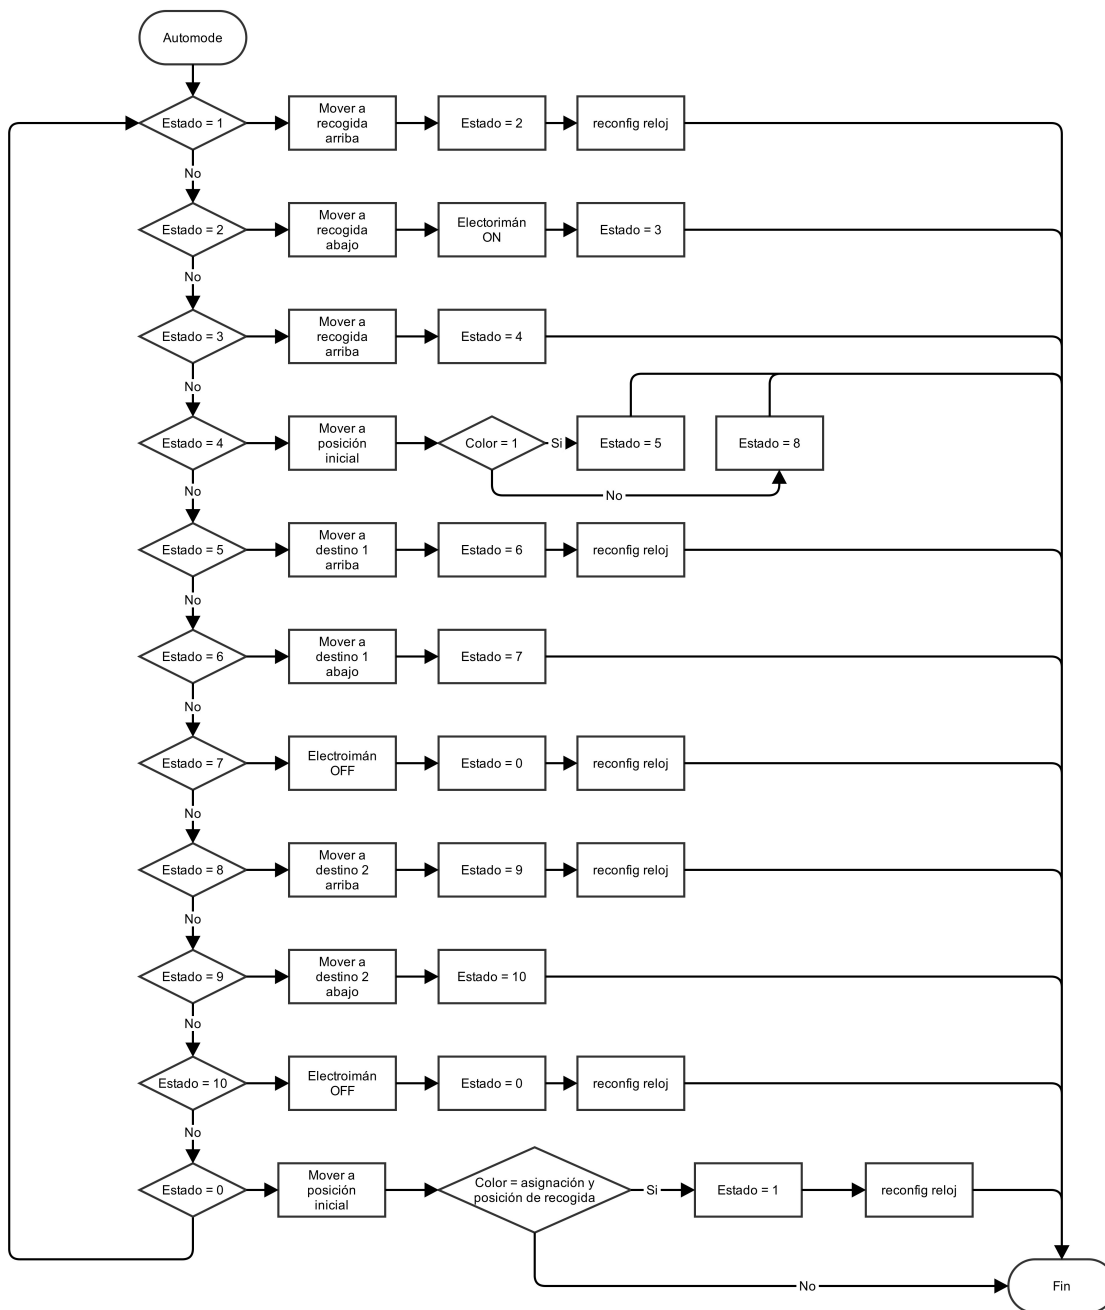 Automode
Estado = 1
Mover a
recogida
arriba
Estado = 2
reconfig reloj
No
Estado = 2
Mover a
recogida
abajo
Electorimán
ON
Estado = 3
No
Estado = 3
Mover a
recogida
arriba
Estado = 4
No
Estado = 4
Mover a
posición
inicial
Color = 1
Si
Estado = 5
Estado = 8
No
No
Estado = 5
Mover a
destino 1
arriba
Estado = 6
reconfig reloj
No
Estado = 6
Mover a
destino 1
abajo
Estado = 7
No
Estado = 7
Electroimán
OFF
Estado = 0
reconfig reloj
No
Estado = 8
Mover a
destino 2
arriba
Estado = 9
reconfig reloj
No
Estado = 9
Mover a
destino 2
abajo
Estado = 10
No
Estado = 10
Electroimán
OFF
Estado = 0
reconfig reloj
No
Estado = 0
Mover a
posición
inicial
Color = asignación y
posición de recogida
Si
Estado = 1
reconfig reloj
No
Fin